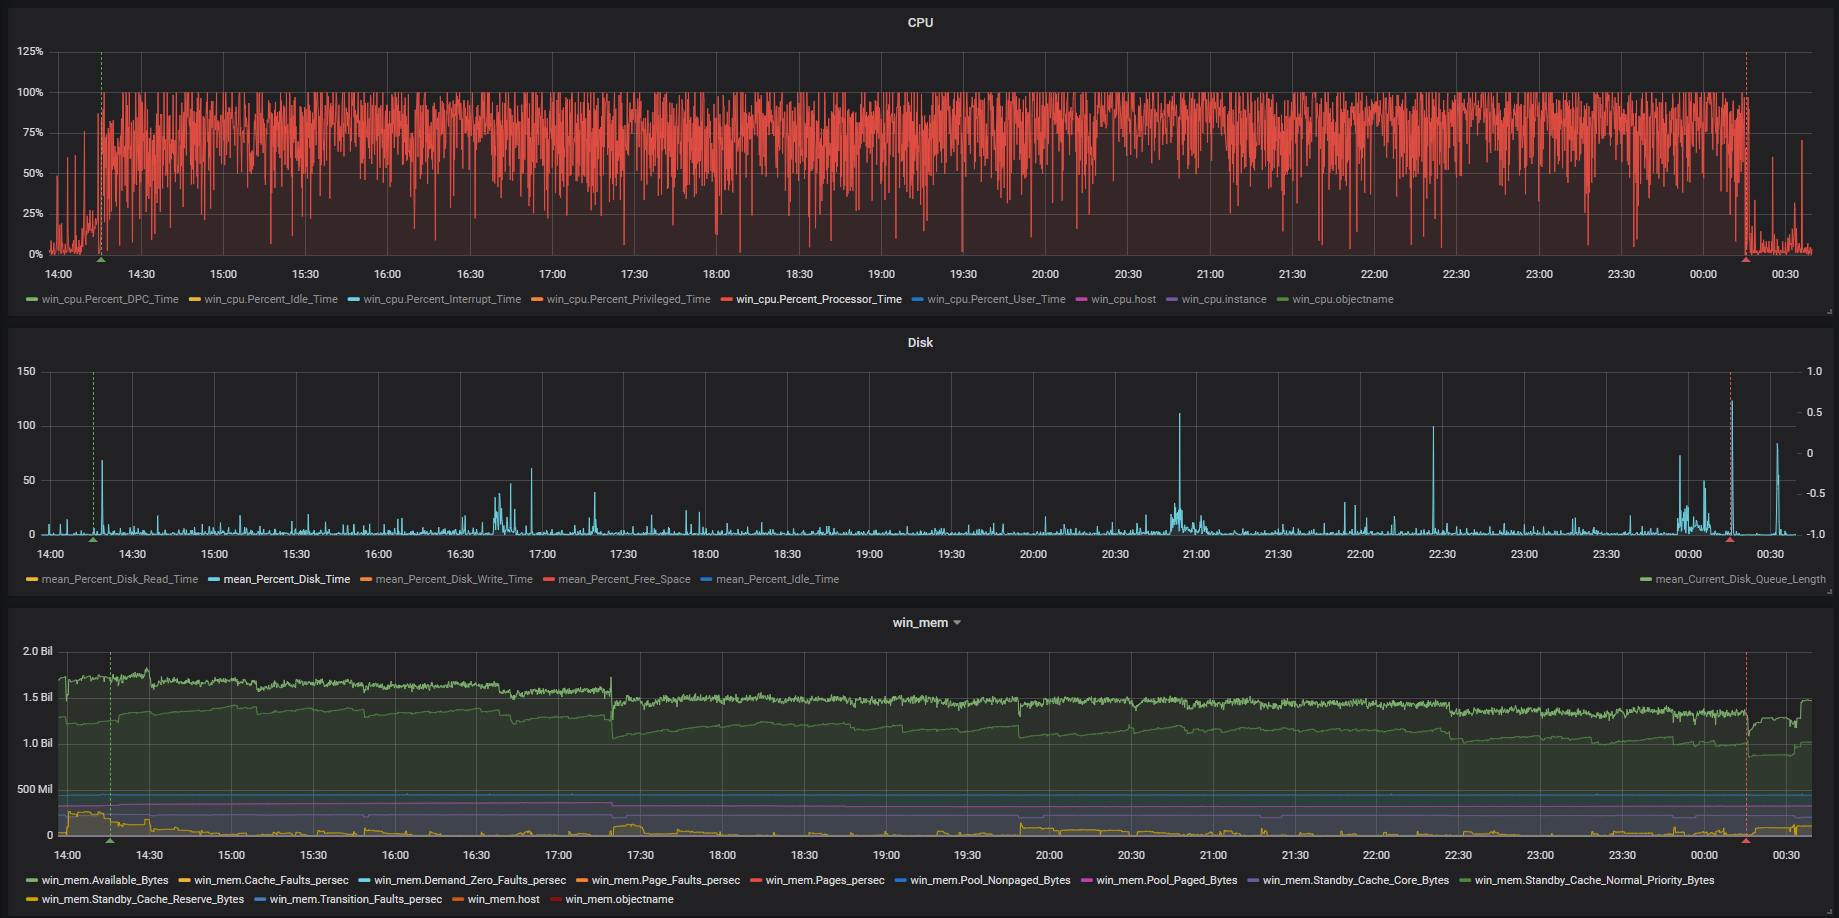 CPU
125%
100%
75%
50%
25%
0%
14:00 14:30 15:00 15:30 16:00 16:30 17:00 17:30 18:00 18:30 19:00 19:30 20:00 20:30 21:00 21:30 22:00 22:30 23:00 23:30 00:00 00:30
win_cpu.Percent_DPC_Time win_cpu.Percent_Idle_Time win_cpu.Percent_Interrupt_Time win_cpu.Percent_Privileged_Time win_cpu.Percent_Processor_Time win_cpu.Percent_User_Time win_cpu.host win_cpu.instance win_cpu.objectname
Disk
150 1.0
100 0.5
0
50 -0.5
0 -1.0
14:00 14:30 15:00 15:30 16:00 16:30 17:00 17:30 18:00 18:30 19:00 19:30 20:00 20:30 21:00 21:30 22:00 22:30 23:00 23:30 00:00 00:30
mean_Percent_Disk_Read_Time mean_Percent_Disk_Time mean_Percent_Disk_Write_Time mean_Percent_Free_Space mean_Percent_Idle_Time mean_Current_Disk_Queue_Length
win_mem
2.0 Bil
1.5 Bil
1.0 Bil
500 Mil
0
14:00 14:30 15:00 15:30 16:00 16:30 17:00 17:30 18:00 18:30 19:00 19:30 20:00 20:30 21:00 21:30 22:00 22:30 23:00 23:30 00:00 00:30
win_mem.Available_Bytes win_mem.Cache_Faults_persec win_mem.Demand_Zero_Faults_persec win_mem.Page_Faults_persec win_mem.Pages_persec win_mem.Pool_Nonpaged_Bytes win_mem.Pool_Paged_Bytes win_mem.Standby_Cache_Core_Bytes win_mem.Standby_Cache_Normal_Priority_Bytes
win_mem.Standby_Cache_Reserve_Bytes win_mem.Transition_Faults_persec win_mem.host win_mem.objectname